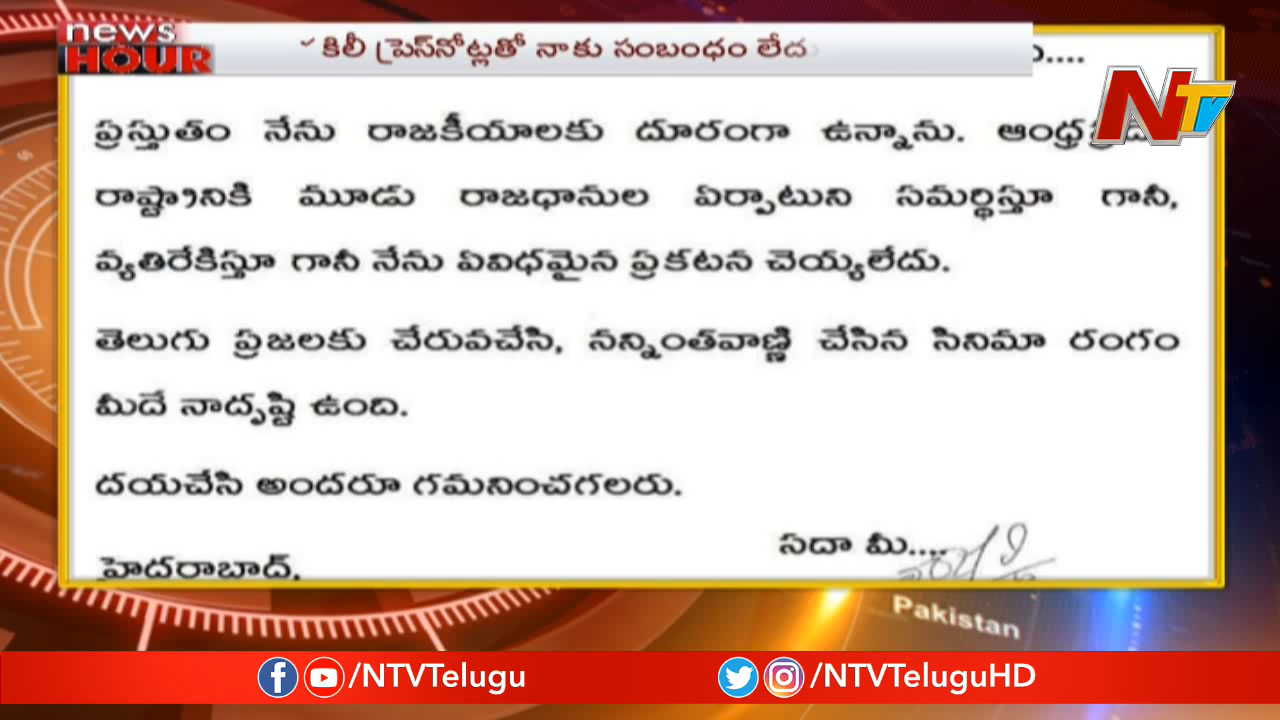 news
HOUR
కిలీ ప్రెస్‌నోట్లతో నాకు సంబంధం లేదు
NTV
ప్రస్తుతం నేను రాజకీయాలకు దూరంగా ఉన్నాను.
రాష్ట్రానికి మూడు రాజధానుల ఏర్పాటుని సమర్థిస్తూ గానీ,
వ్యతిరేకిస్తూ గానీ నేను ఏవిధమైన ప్రకటన చెయ్యలేదు.
తెలుగు ప్రజలకు చేరువచేసి, నన్నింతవాణ్ణి చేసిన సినిమా రంగం
మీదే నాదృష్టి ఉంది.
దయచేసి అందరూ గమనించగలరు.
సదా మీ....
హైదరాబాద్,
Pakistan
/NTVTelugu
/NTVTeluguHD